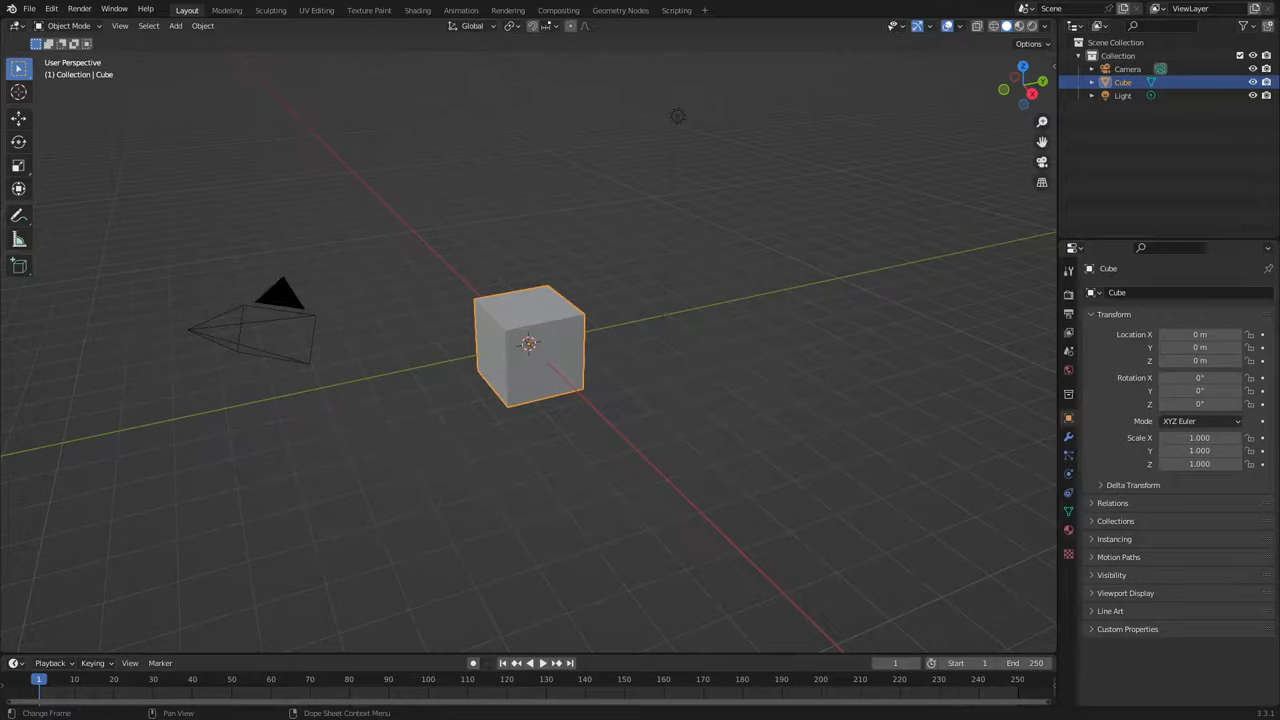 File Edit Render Window Help Layout Modeling Sculpting UV Editing Texture Paint Shading Animation Rendering Compositing Geometry Nodes Scripting + Scene ViewLayer
Object Mode View Select Add Object Global
Options
User Perspective
(1) Collection | Cube
Z
Y
X
Scene Collection
Collection
Camera
Cube
Light
Cube
Cube
Transform
Location X 0 m
Y 0 m
Z 0 m
Rotation X 0°
Y 0°
Z 0°
Mode XYZ Euler
Scale X 1.000
Y 1.000
Z 1.000
Delta Transform
Relations
Collections
Instancing
Motion Paths
Visibility
Viewport Display
Line Art
Custom Properties
Playback Keying View Marker 1 Start 1 End 250
1 10 20 30 40 50 60 70 80 90 100 110 120 130 140 150 160 170 180 190 200 210 220 230 240 250
Change Frame Pan View Dope Sheet Context Menu 3.3.1